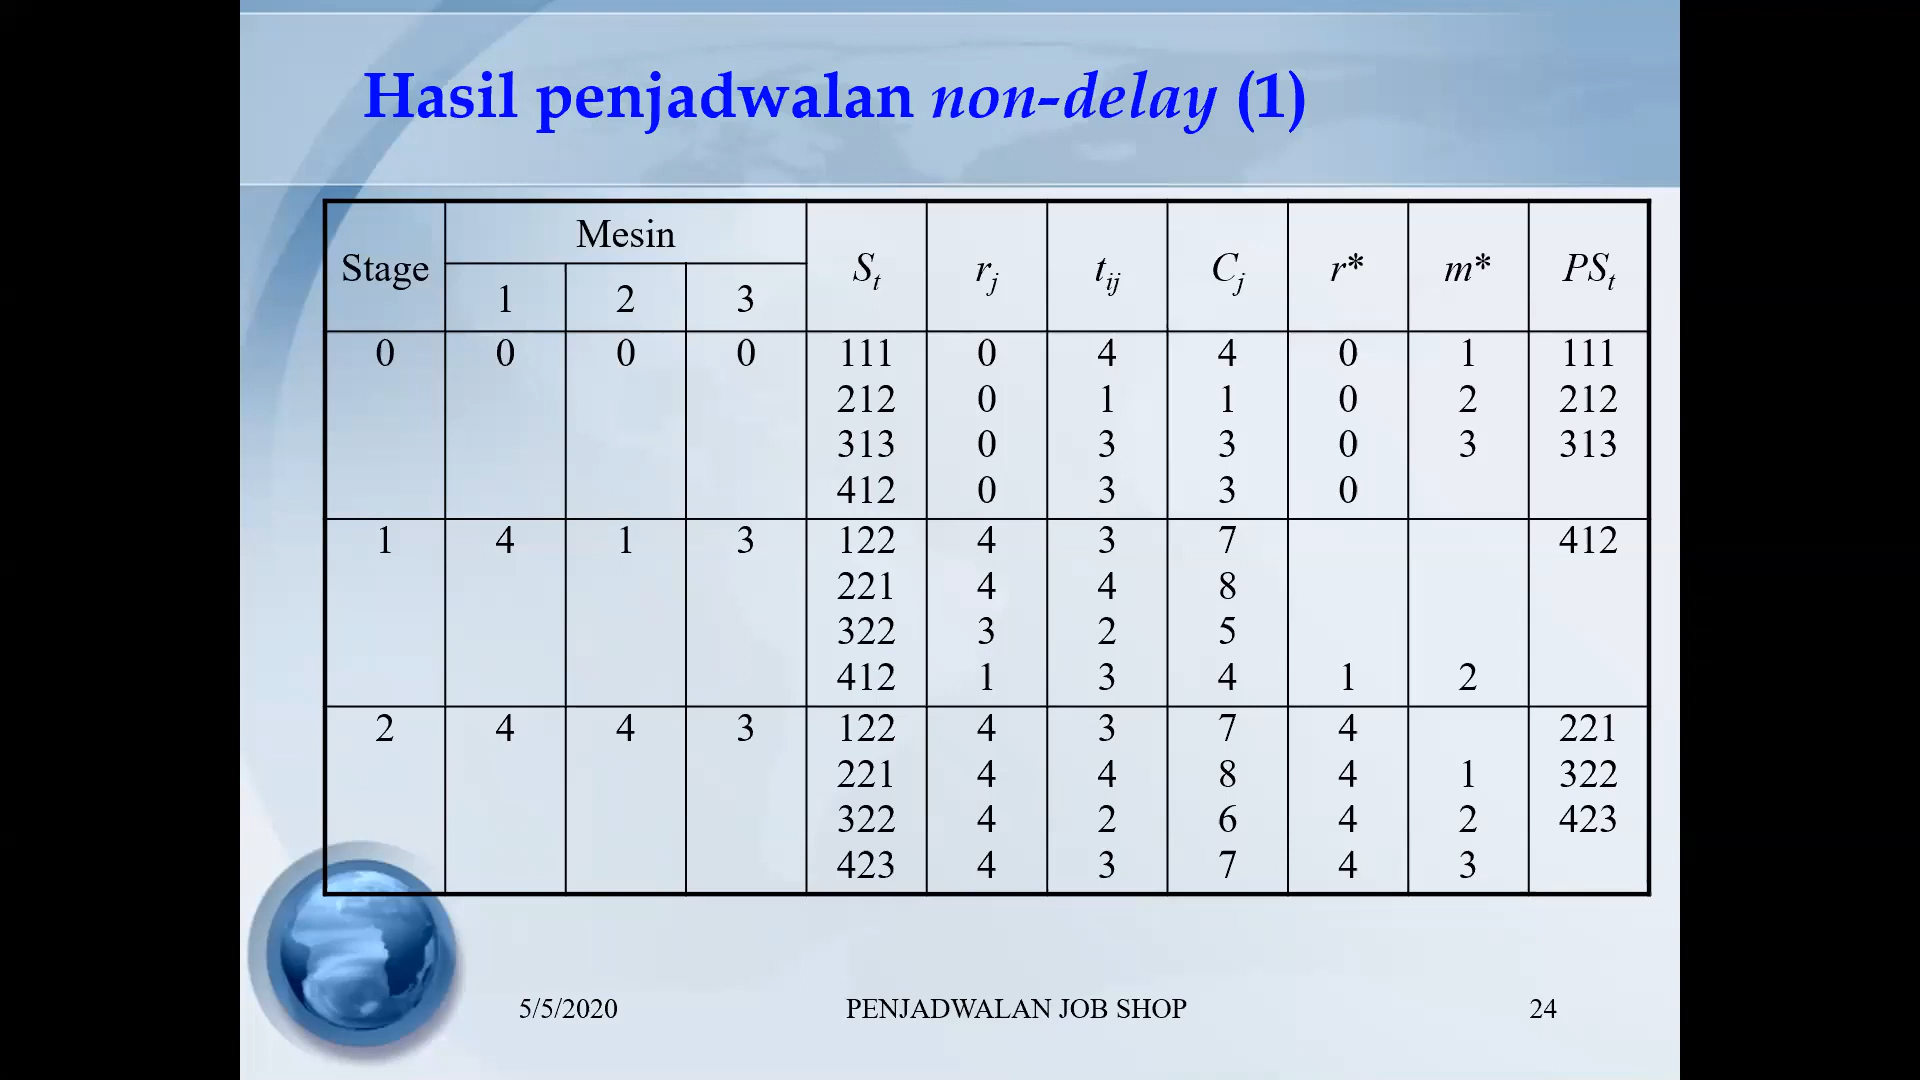 Hasil penjadwalan non-delay (1)
Stage Mesin St rj tij Cj r* m* PSt
1 2 3
0 0 0 0 111 0 4 4 0 1 111
212 0 1 1 0 2 212
313 0 3 3 0 3 313
412 0 3 3 0
1 4 1 3 122 4 3 7 412
221 4 4 8
322 3 2 5
412 1 3 4 1 2
2 4 4 3 122 4 3 7 4 221
221 4 4 8 4 1 322
322 4 2 6 4 2 423
423 4 3 7 4 3
5/5/2020 PENJADWALAN JOB SHOP 24